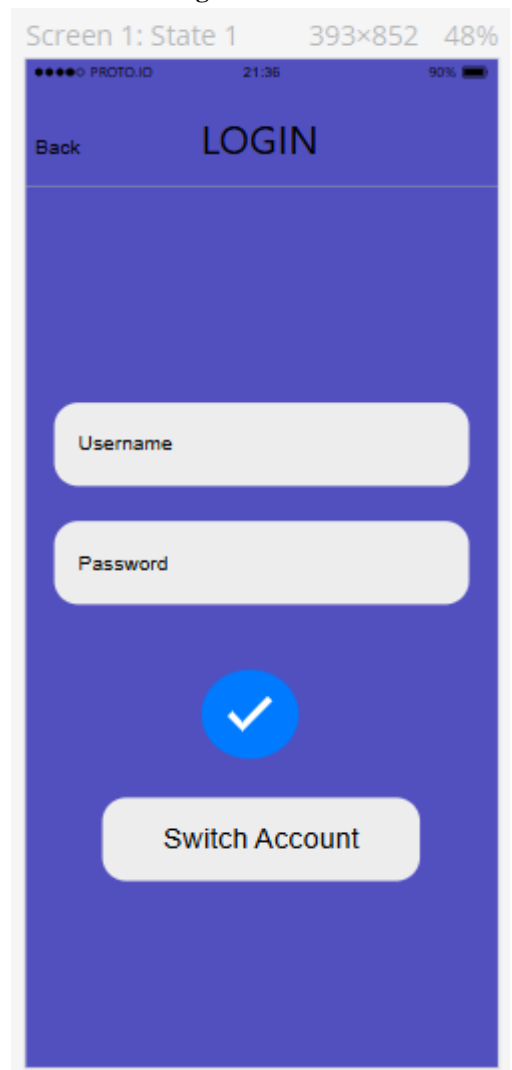 Screen 1: State 1 393×852 48%
PROTO.IO 21:36 90%
Back LOGIN
Username
Password
Switch Account